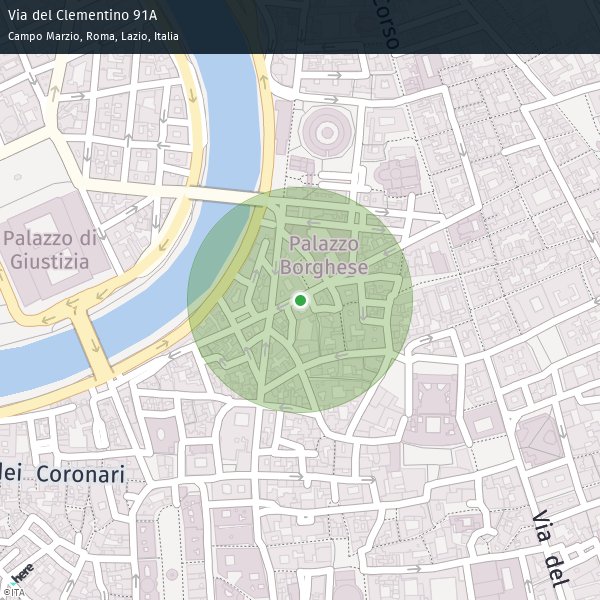 Via del Clementino 91A
Campo Marzio, Roma, Lazio, Italia
Corso
Palazzo di
Giustizia
Palazzo
Borghese
dei Coronari
Via del
here
©ITA